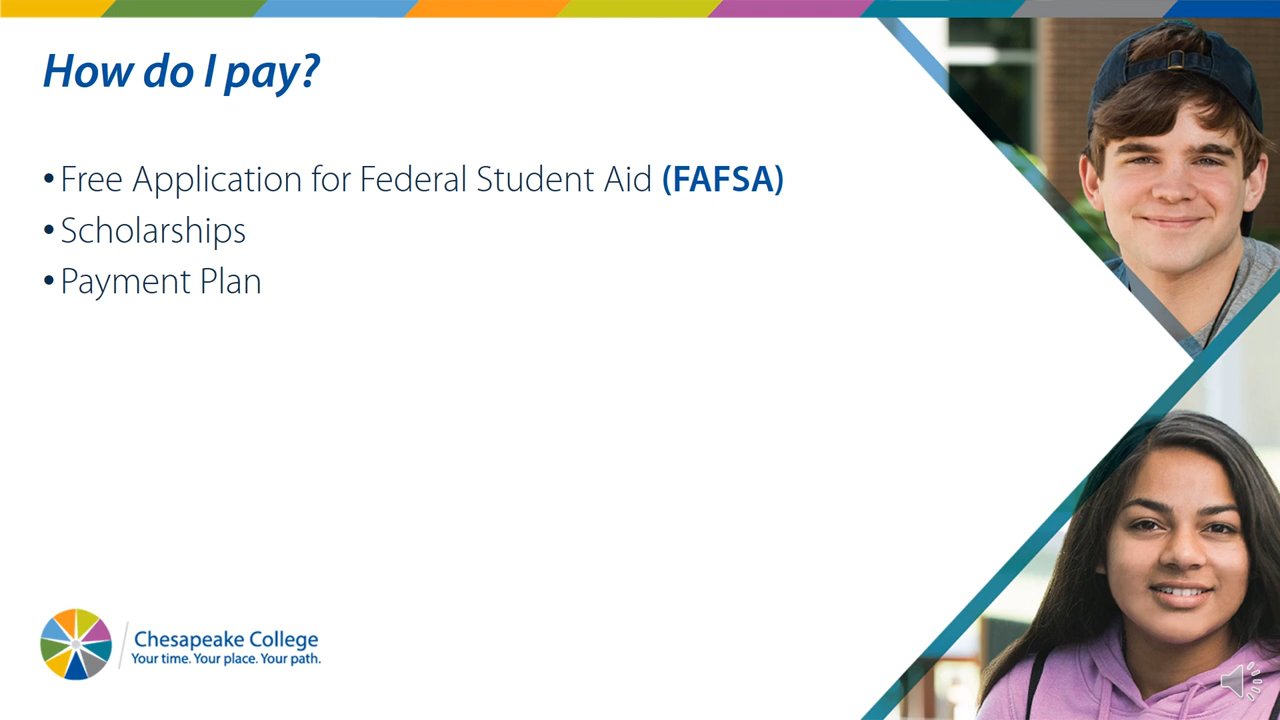 How do I pay?
• Free Application for Federal Student Aid (FAFSA)
• Scholarships
• Payment Plan
Chesapeake College
Your time. Your place. Your path.